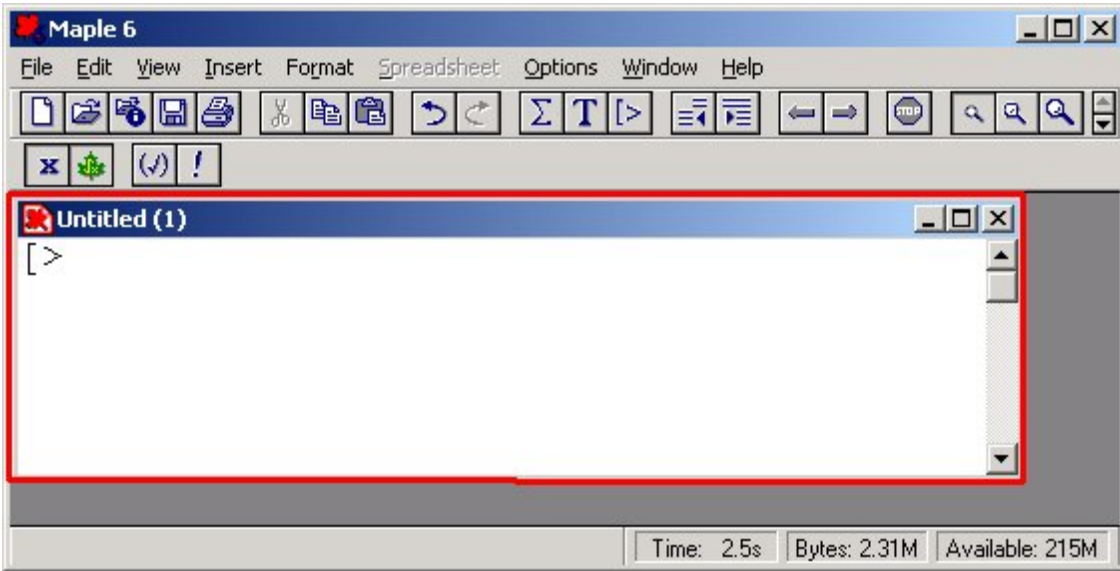 Maple 6
File Edit View Insert Format Spreadsheet Options Window Help
Σ T [> STOP
x (√) !
Untitled (1)
[>
Time: 2.5s Bytes: 2.31M Available: 215M